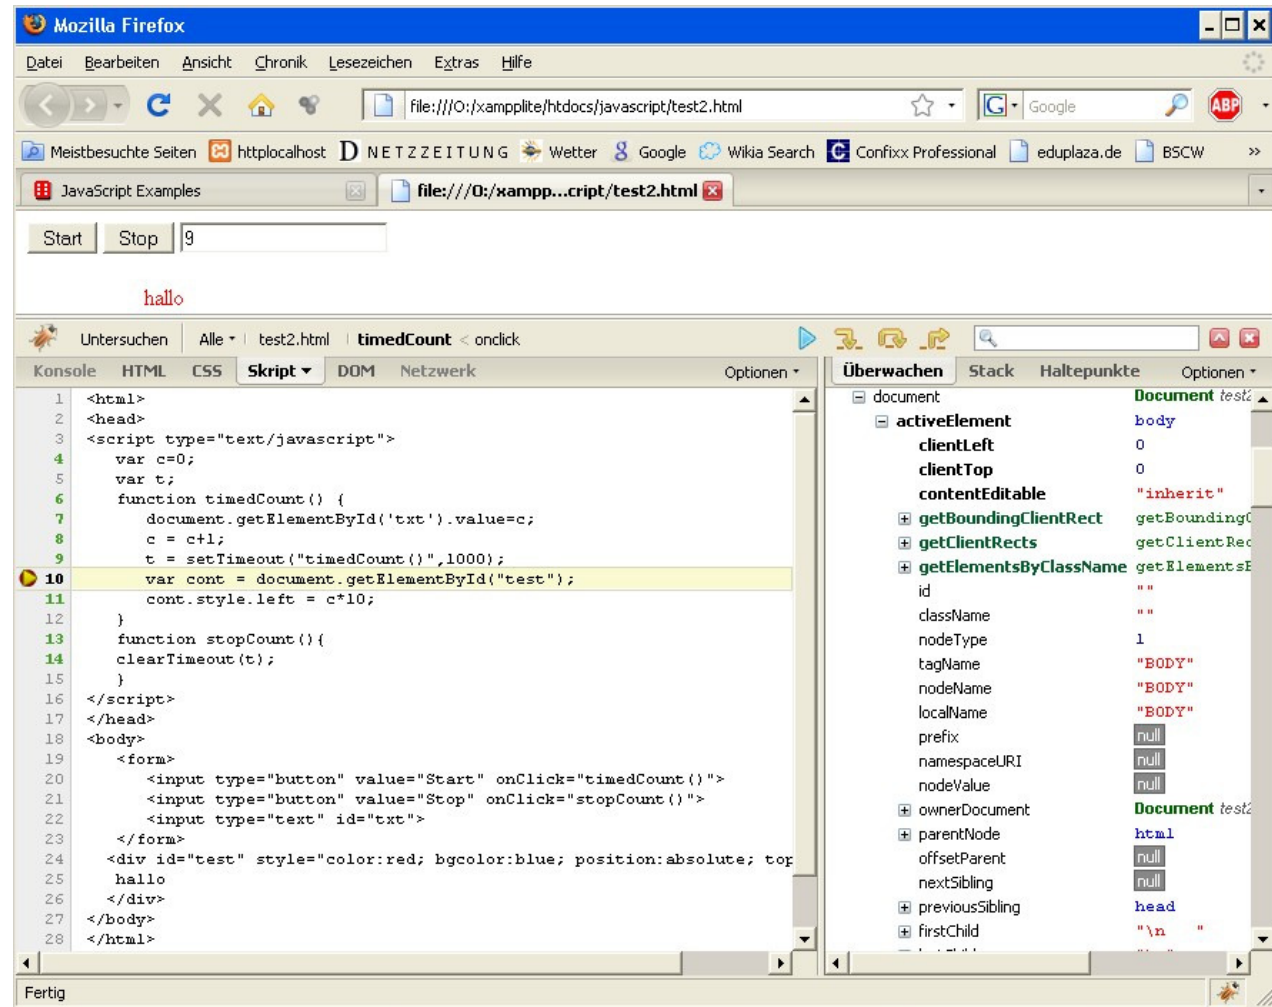 Mozilla Firefox
Datei Bearbeiten Ansicht Chronik Lesezeichen Extras Hilfe
file:///O:/xampplite/htdocs/javascript/test2.html G Google ABP
Meistbesuchte Seiten httplocalhost D NETZZEITUNG Wetter Google Wikia Search Confixx Professional eduplaza.de BSCW »
JavaScript Examples file:///O:/xampp...cript/test2.html
Start Stop 9
hallo
Untersuchen Alle test2.html timedCount < onclick
Konsole HTML CSS Skript DOM Netzwerk Optionen Überwachen Stack Haltepunkte Optionen
1 <html>
2 <head>
3 <script type="text/javascript">
4 var c=0;
5 var t;
6 function timedCount() {
7 document.getElementById('txt').value=c;
8 c = c+1;
9 t = setTimeout("timedCount()",1000);
10 var cont = document.getElementById("test");
11 cont.style.left = c*10;
12 }
13 function stopCount(){
14 clearTimeout(t);
15 }
16 </script>
17 </head>
18 <body>
19 <form>
20 <input type="button" value="Start" onClick="timedCount()">
21 <input type="button" value="Stop" onClick="stopCount()">
22 <input type="text" id="txt">
23 </form>
24 <div id="test" style="color:red; bgcolor:blue; position:absolute; top
25 hallo
26 </div>
27 </body>
28 </html>
document Document test2
activeElement body
clientLeft 0
clientTop 0
contentEditable "inherit"
getBoundingClientRect getBounding
getClientRects getClientRec
getElementsByClassName getElements
id ""
className ""
nodeType 1
tagName "BODY"
nodeName "BODY"
localName "BODY"
prefix null
namespaceURI null
nodeValue null
ownerDocument Document test2
parentNode html
offsetParent null
nextSibling null
previousSibling head
firstChild "\n "
Fertig